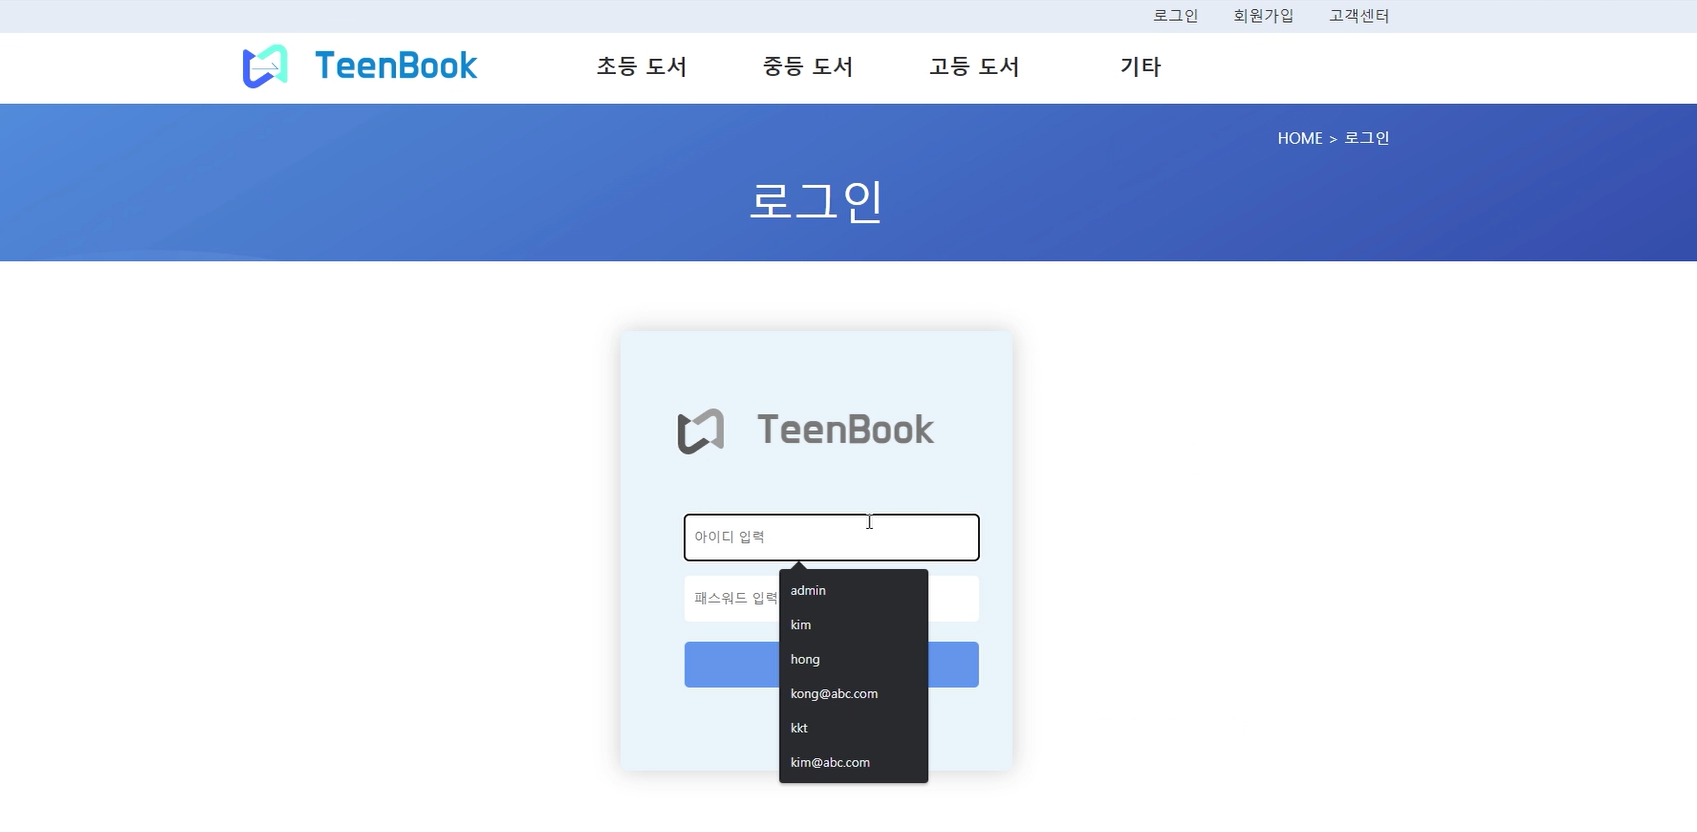 로그인 회원가입 고객센터
TeenBook 초등 도서 중등 도서 고등 도서 기타
HOME > 로그인
로그인
TeenBook
아이디 입력
패스워드 입력
admin
kim
hong
kong@abc.com
kkt
kim@abc.com